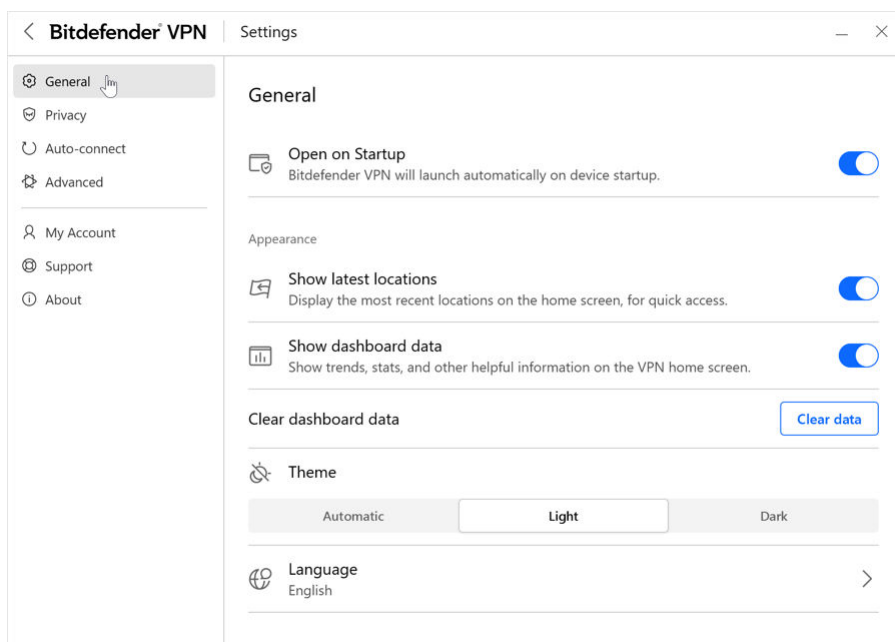 Bitdefender® VPN Settings
General
Privacy
Auto-connect
Advanced
My Account
Support
About
General
Open on Startup
Bitdefender VPN will launch automatically on device startup.
Appearance
Show latest locations
Display the most recent locations on the home screen, for quick access.
Show dashboard data
Show trends, stats, and other helpful information on the VPN home screen.
Clear dashboard data Clear data
Theme
Automatic Light Dark
Language
English